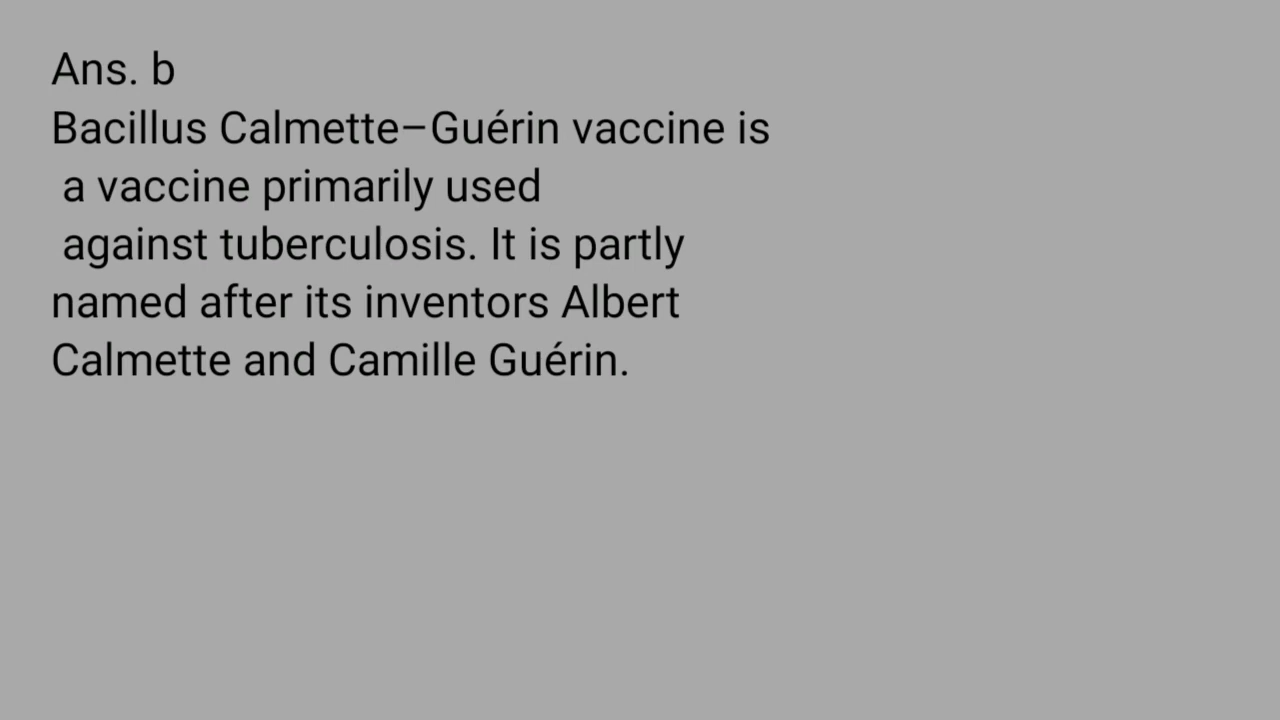 Ans. b
Bacillus Calmette–Guérin vaccine is
a vaccine primarily used
against tuberculosis. It is partly
named after its inventors Albert
Calmette and Camille Guérin.